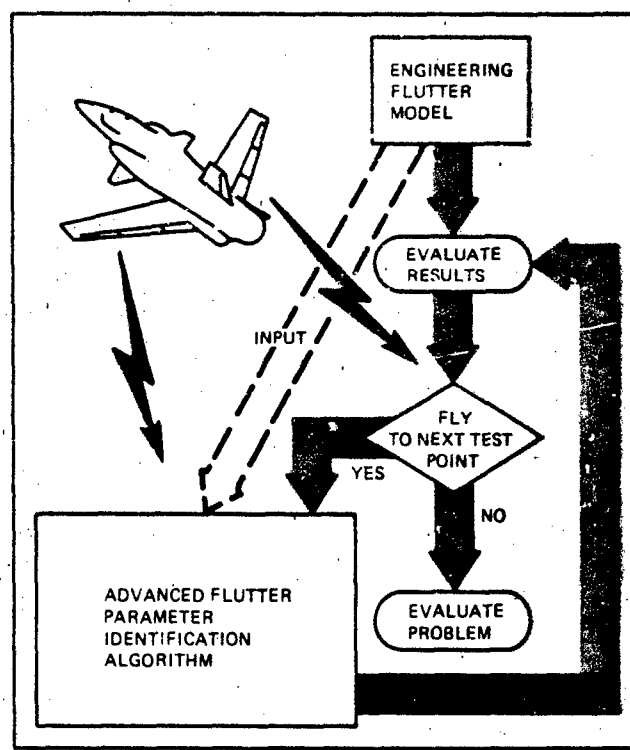 ENGINEERING
FLUTTER
MODEL
EVALUATE
RESULTS
INPUT
FLY
TO NEXT TEST
POINT
YES
NO
ADVANCED FLUTTER
PARAMETER
IDENTIFICATION
ALGORITHM
EVALUATE
PROBLEM